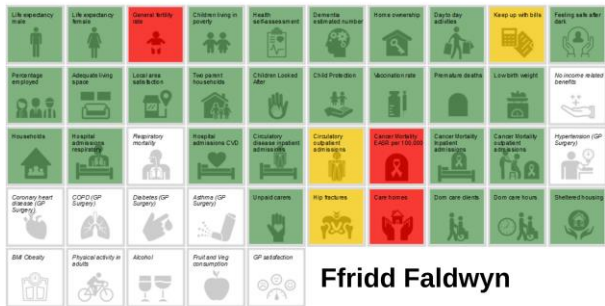 Life expectancy
male
Life expectancy
female
General fertility
rate
Children living in
poverty
Health
selfassessment
Dementia
estimated number
Home ownership
Day to day
activities
Keep up with bills
Feeling safe after
dark
Percentage
employed
Adequate living
space
Local area
satisfaction
Two parent
households
Children Looked
After
Child Protection
Vaccination rate
Premature deaths
Low birth weight
No income related
benefits
Households
Hospital
admissions
respiratory
Respiratory
mortality
Hospital
admissions CVD
Circulatory
disease inpatient
admissions
Circulatory
outpatient
admissions
Cancer Mortality
EASR per 100,000
Cancer Mortality
Inpatient
admissions
Cancer Mortality
outpatient
admissions
Hypertension (GP
Surgery)
Coronary heart
disease (GP
Surgery)
COPD (GP
Surgery)
Diabetes (GP
Surgery)
Asthma (GP
Surgery)
Unpaid carers
Hip fractures
Care homes
Dom care clients
Dom care hours
Sheltered housing
BMI Obesity
Physical activity in
adults
Alcohol
Fruit and Veg
consumption
GP satisfaction
Ffridd Faldwyn